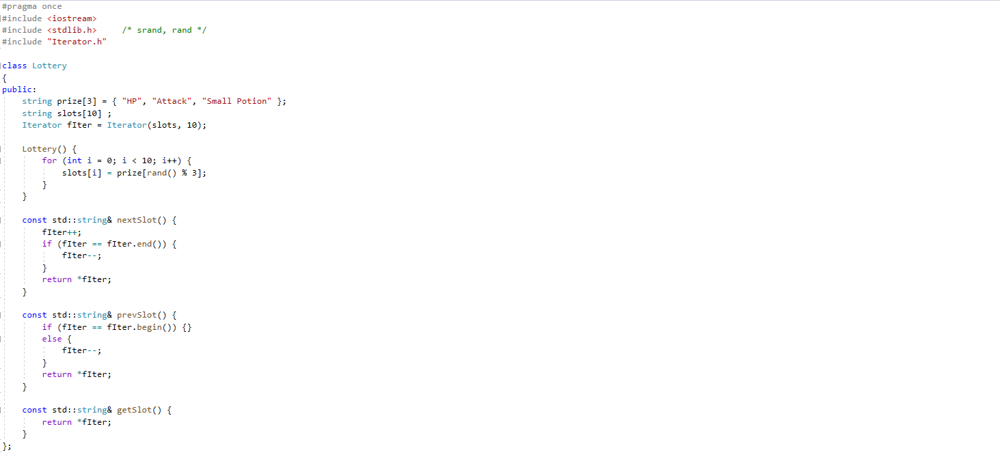 #pragma once
#include <iostream>
#include <stdlib.h>     /* srand, rand */
#include "Iterator.h"

class Lottery
{
public:
    string prize[3] = { "HP", "Attack", "Small Potion" };
    string slots[10] ;
    Iterator fIter = Iterator(slots, 10);

    Lottery() {
        for (int i = 0; i < 10; i++) {
            slots[i] = prize[rand() % 3];
        }
    }

    const std::string& nextSlot() {
        fIter++;
        if (fIter == fIter.end()) {
            fIter--;
        }
        return *fIter;
    }

    const std::string& prevSlot() {
        if (fIter == fIter.begin()) {}
        else {
            fIter--;
        }
        return *fIter;
    }

    const std::string& getSlot() {
        return *fIter;
    }
};